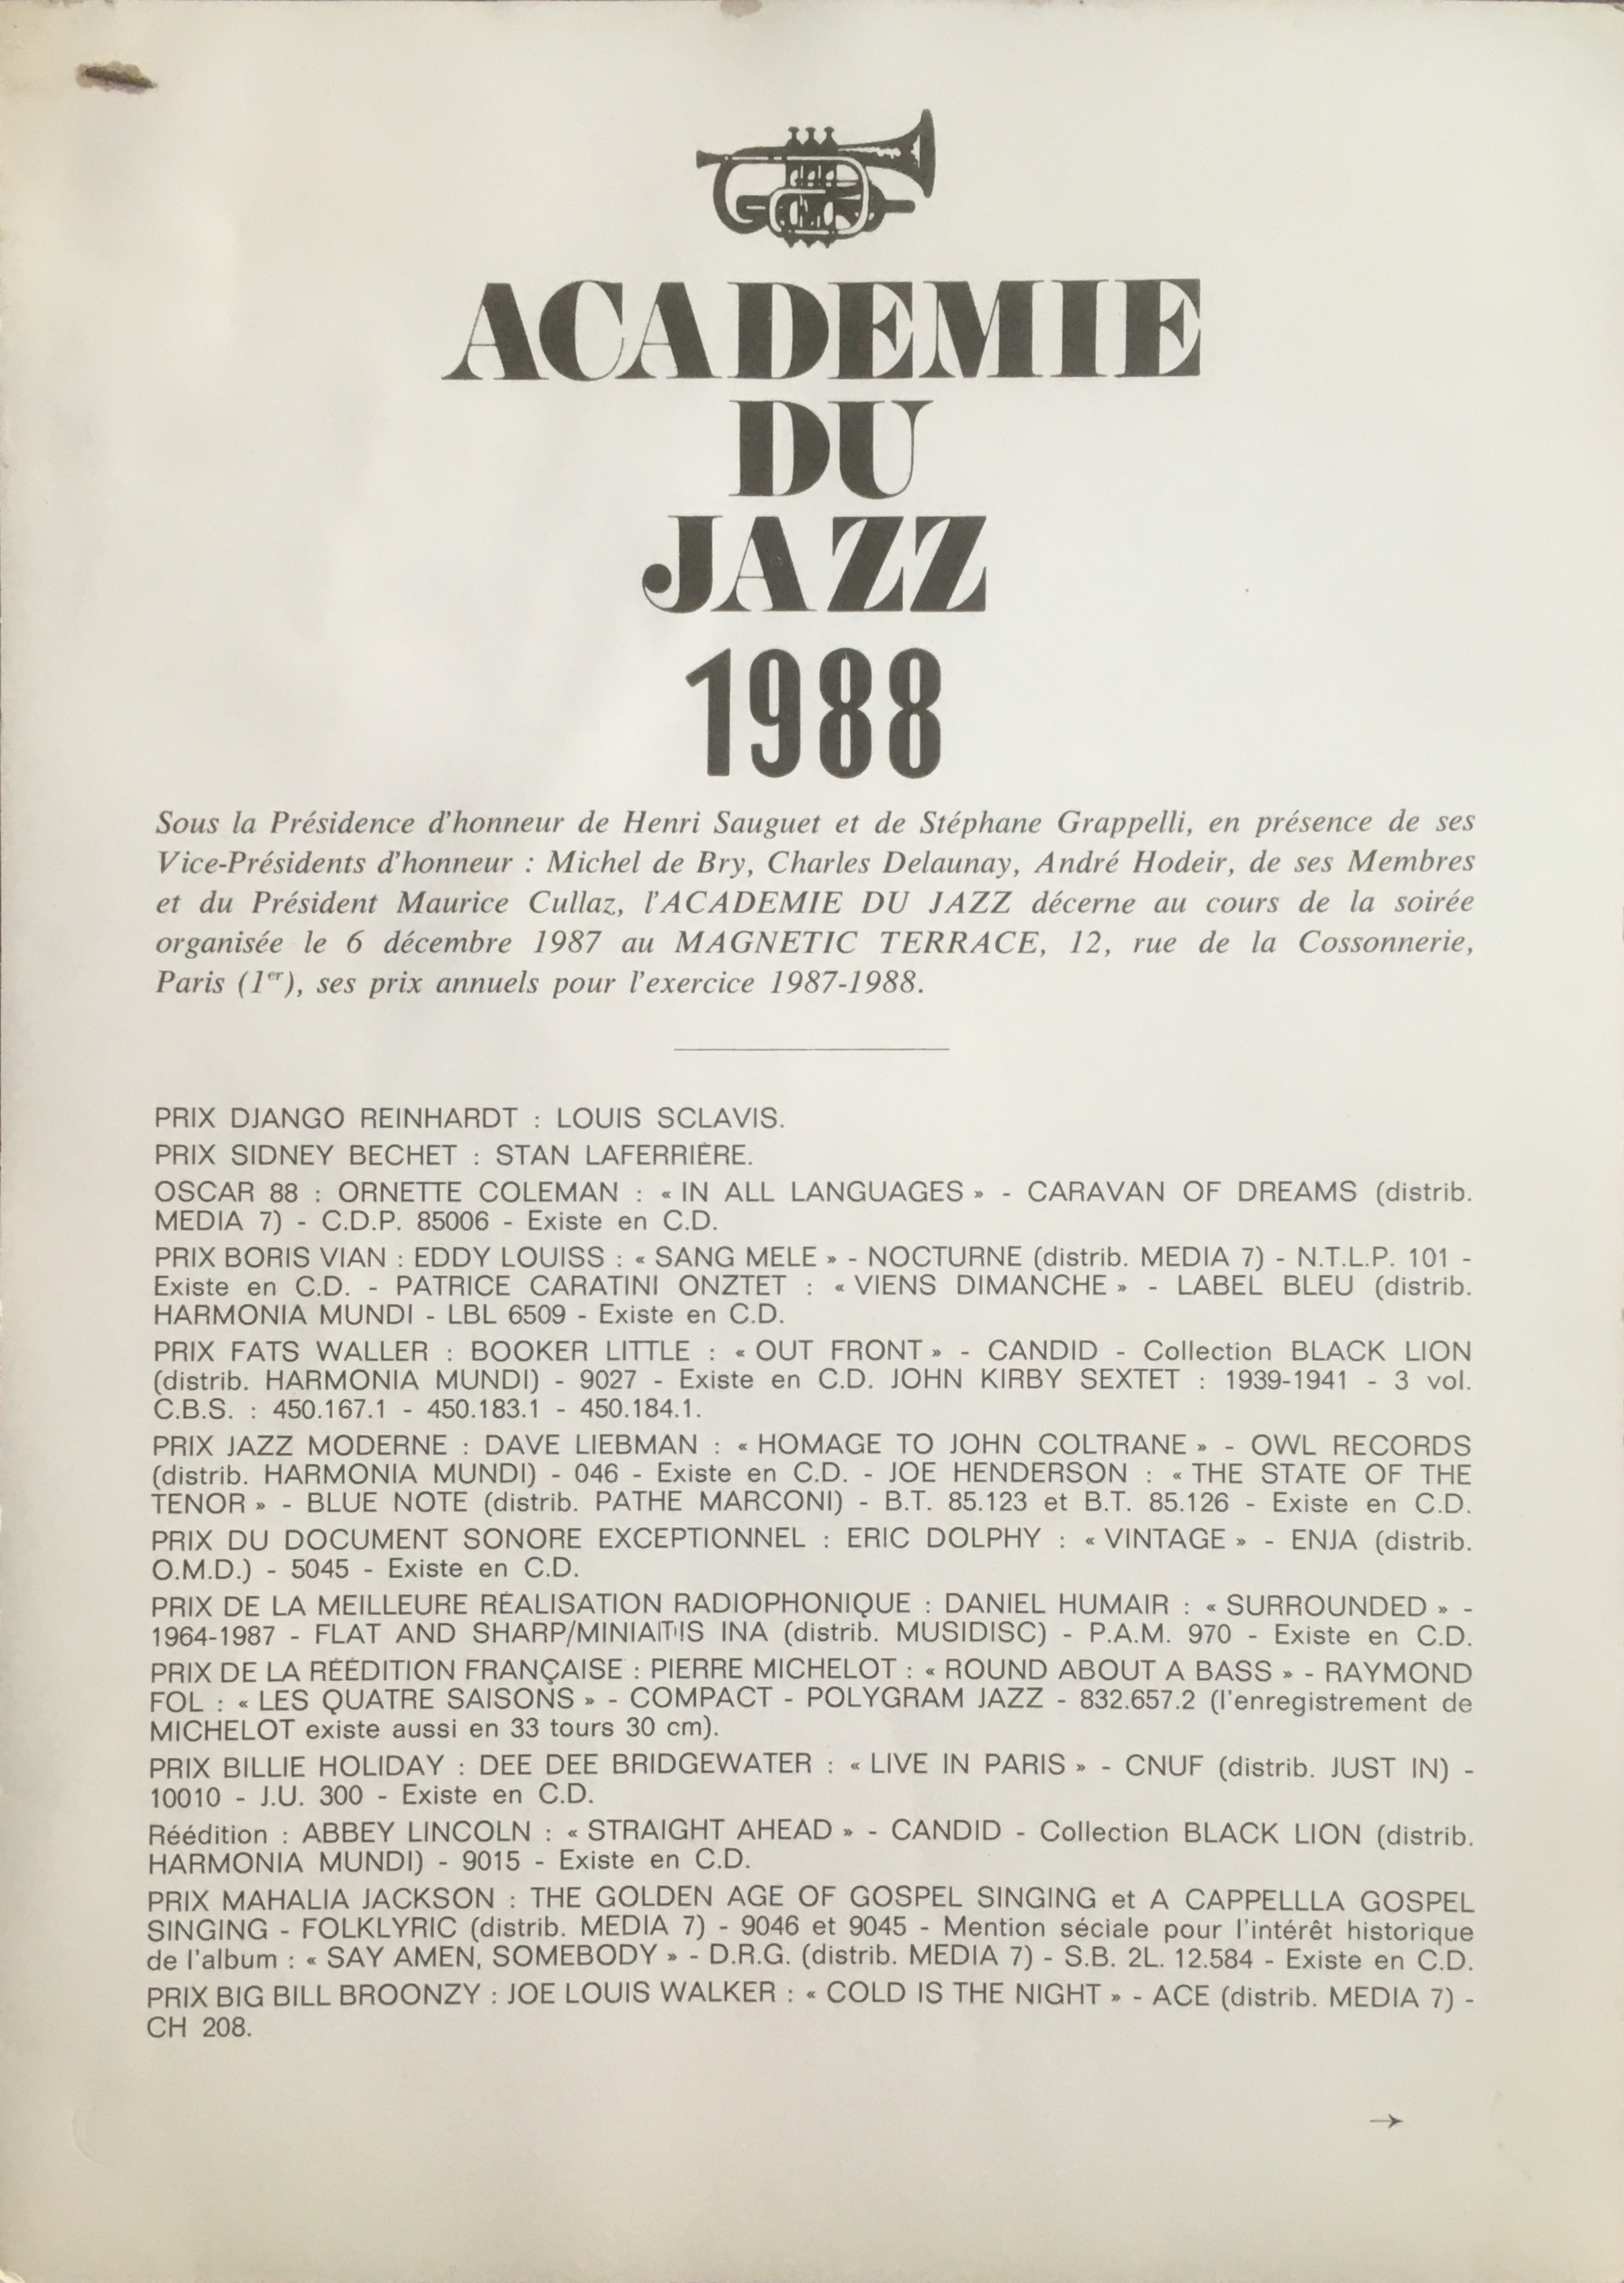 ACADEMIE
DU
JAZZ
1988
Sous la Présidence d'honneur de Henri Sauguet et de Stéphane Grappelli, en présence de ses
Vice-Présidents d'honneur : Michel de Bry, Charles Delaunay, André Hodeir, de ses Membres
et du Président Maurice Cullaz, l'ACADEMIE DU JAZZ décerne au cours de la soirée
organisée le 6 décembre 1987 au MAGNETIC TERRACE, 12, rue de la Cossonnerie,
Paris (1er), ses prix annuels pour l'exercice 1987-1988.
PRIX DJANGO REINHARDT : LOUIS SCLAVIS.
PRIX SIDNEY BECHET : STAN LAFERRIÈRE.
OSCAR 88 : ORNETTE COLEMAN : « IN ALL LANGUAGES » - CARAVAN OF DREAMS (distrib.
MEDIA 7) - C.D.P. 85006 - Existe en C.D.
PRIX BORIS VIAN : EDDY LOUISS : « SANG MELE » - NOCTURNE (distrib. MEDIA 7) - N.T.L.P. 101 -
Existe en C.D. - PATRICE CARATINI ONZTET : « VIENS DIMANCHE » - LABEL BLEU (distrib.
HARMONIA MUNDI - LBL 6509 - Existe en C.D.
PRIX FATS WALLER : BOOKER LITTLE : « OUT FRONT » - CANDID - Collection BLACK LION
(distrib. HARMONIA MUNDI) - 9027 - Existe en C.D. JOHN KIRBY SEXTET : 1939-1941 - 3 vol.
C.B.S. : 450.167.1 - 450.183.1 - 450.184.1.
PRIX JAZZ MODERNE : DAVE LIEBMAN : « HOMAGE TO JOHN COLTRANE » - OWL RECORDS
(distrib. HARMONIA MUNDI) - 046 - Existe en C.D. - JOE HENDERSON : « THE STATE OF THE
TENOR » - BLUE NOTE (distrib. PATHE MARCONI) - B.T. 85.123 et B.T. 85.126 - Existe en C.D.
PRIX DU DOCUMENT SONORE EXCEPTIONNEL : ERIC DOLPHY : « VINTAGE » - ENJA (distrib.
O.M.D.) - 5045 - Existe en C.D.
PRIX DE LA MEILLEURE RÉALISATION RADIOPHONIQUE : DANIEL HUMAIR : « SURROUNDED » -
1964-1987 - FLAT AND SHARP/ INA (distrib. MUSIDISC) - P.A.M. 970 - Existe en C.D.
PRIX DE LA RÉÉDITION FRANÇAISE : PIERRE MICHELOT : « ROUND ABOUT A BASS » - RAYMOND
FOL : « LES QUATRE SAISONS » - COMPACT - POLYGRAM JAZZ - 832.657.2 (l'enregistrement de
MICHELOT existe aussi en 33 tours 30 cm).
PRIX BILLIE HOLIDAY : DEE DEE BRIDGEWATER : « LIVE IN PARIS » - CNUF (distrib. JUST IN) -
10010 - J.U. 300 - Existe en C.D.
Réédition : ABBEY LINCOLN : « STRAIGHT AHEAD » - CANDID - Collection BLACK LION (distrib.
HARMONIA MUNDI) - 9015 - Existe en C.D.
PRIX MAHALIA JACKSON : THE GOLDEN AGE OF GOSPEL SINGING et A CAPPELLLA GOSPEL
SINGING - FOLKLYRIC (distrib. MEDIA 7) - 9046 et 9045 - Mention séciale pour l'intérêt historique
de l'album : « SAY AMEN, SOMEBODY » - D.R.G. (distrib. MEDIA 7) - S.B. 2L. 12.584 - Existe en C.D.
PRIX BIG BILL BROONZY : JOE LOUIS WALKER : « COLD IS THE NIGHT » - ACE (distrib. MEDIA 7) -
CH 208.
→